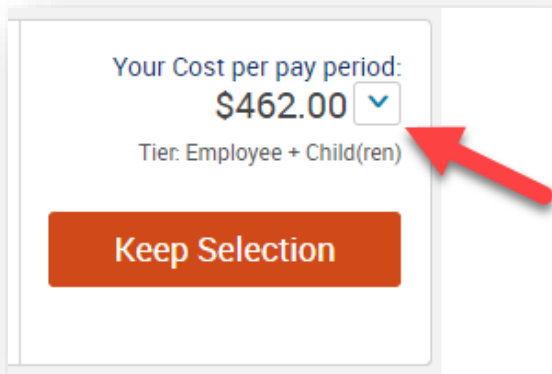 Your Cost per pay period:
$462.00
Tier: Employee + Child(ren)
Keep Selection